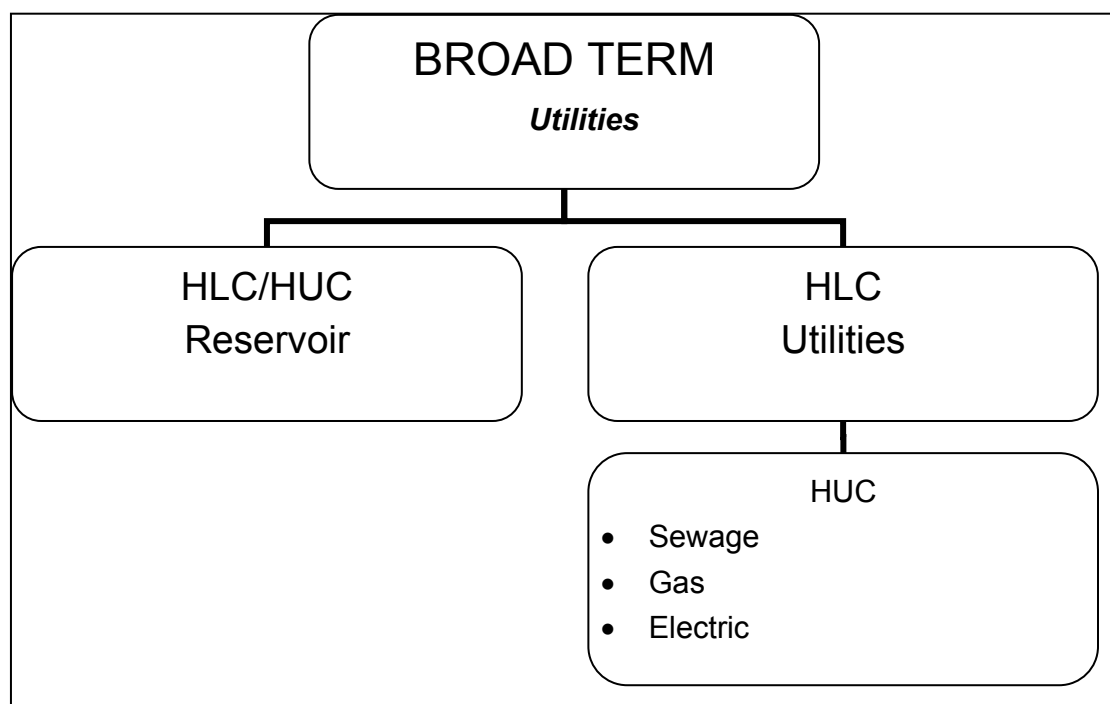 BROAD TERM
Utilities
HLC/HUC
Reservoir
HLC
Utilities
HUC
• Sewage
• Gas
• Electric